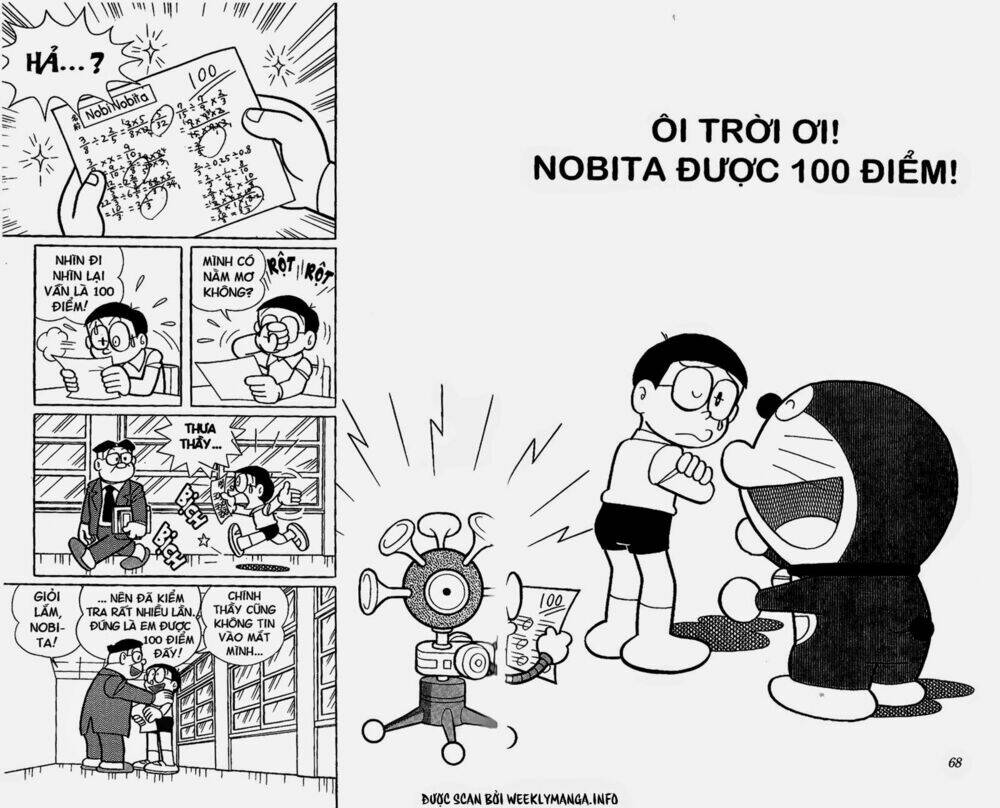 ÔI TRỜI ƠI!
NOBITA ĐƯỢC 100 ĐIỂM!
HẢ...?
Nobi Nobita
100
NHÌN ĐI
NHÌN LẠI
VẪN LÀ 100
ĐIỂM!
MÌNH CÓ
NẰM MƠ
KHÔNG?
RỘT RỘT
THƯA
THẦY...
BỊCH
BỊCH
GIỎI
LẮM,
NOBI-
TA!
... NÊN ĐÃ KIỂM
TRA RẤT NHIỀU LẦN.
ĐÚNG LÀ EM ĐƯỢC
100 ĐIỂM
ĐẤY!
CHÍNH
THẦY CŨNG
KHÔNG TIN
VÀO MẮT
MÌNH...
100
68
ĐƯỢC SCAN BỞI WEEKLYMANGA.INFO